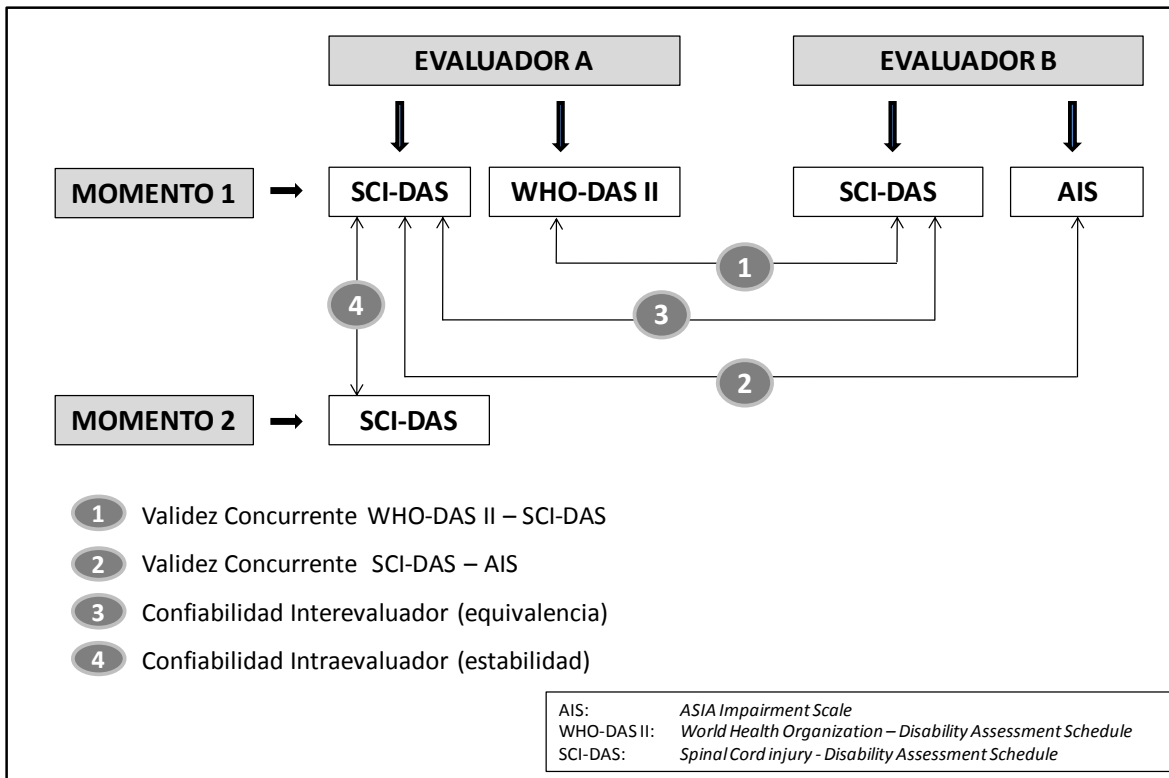 EVALUADOR A
EVALUADOR B
MOMENTO 1
SCI-DAS
WHO-DAS II
SCI-DAS
AIS
1
4
3
2
MOMENTO 2
SCI-DAS
1 Validez Concurrente WHO-DAS II – SCI-DAS
2 Validez Concurrente SCI-DAS – AIS
3 Confiabilidad Interevaluador (equivalencia)
4 Confiabilidad Intraevaluador (estabilidad)
AIS: ASIA Impairment Scale
WHO-DAS II: World Health Organization – Disability Assessment Schedule
SCI-DAS: Spinal Cord injury - Disability Assessment Schedule